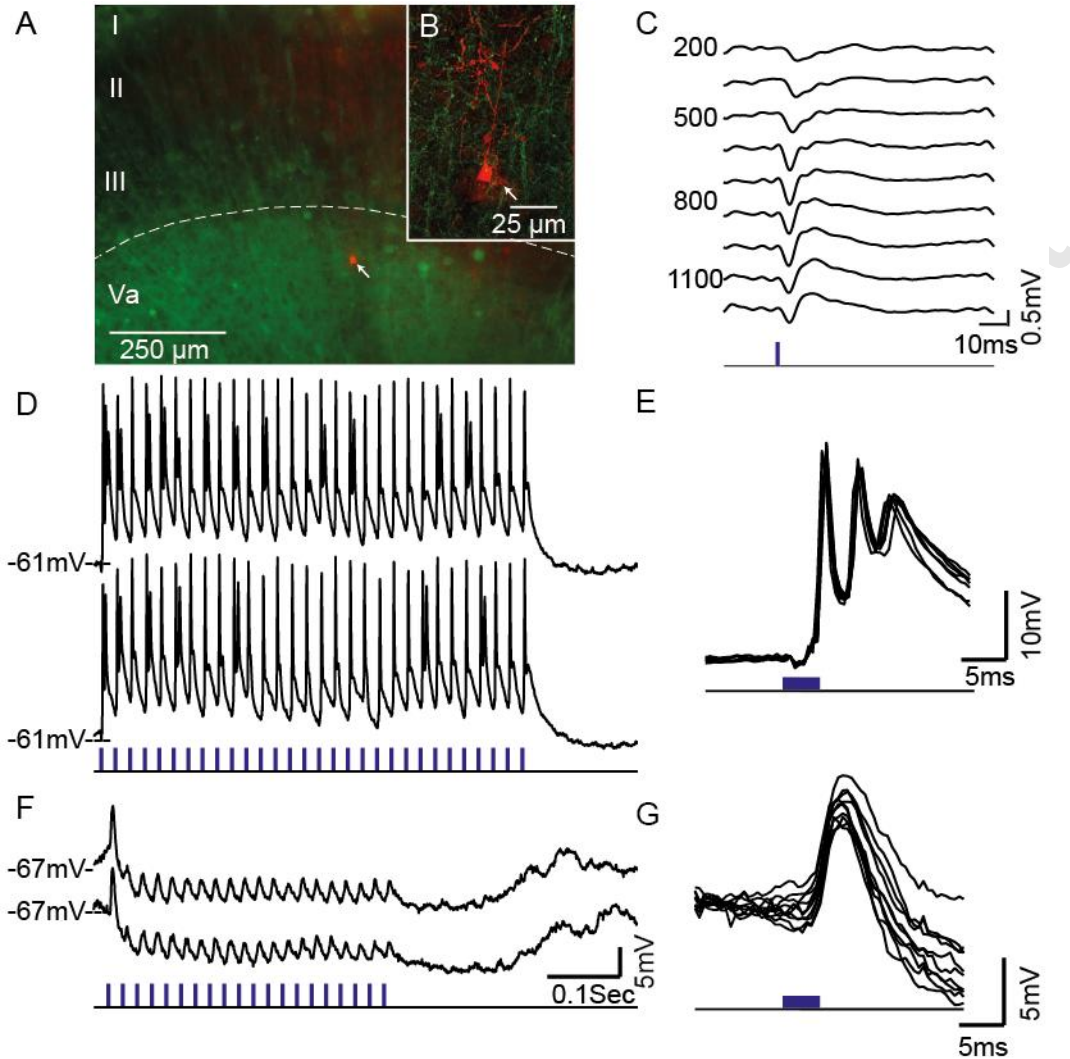 A
I
II
III
Va
250 µm
B
25 µm
C
200
500
800
1100
0.5mV
10ms
D
-61mV-
-61mV-
E
10mV
5ms
F
-67mV-
-67mV-
5mV
0.1Sec
G
5mV
5ms